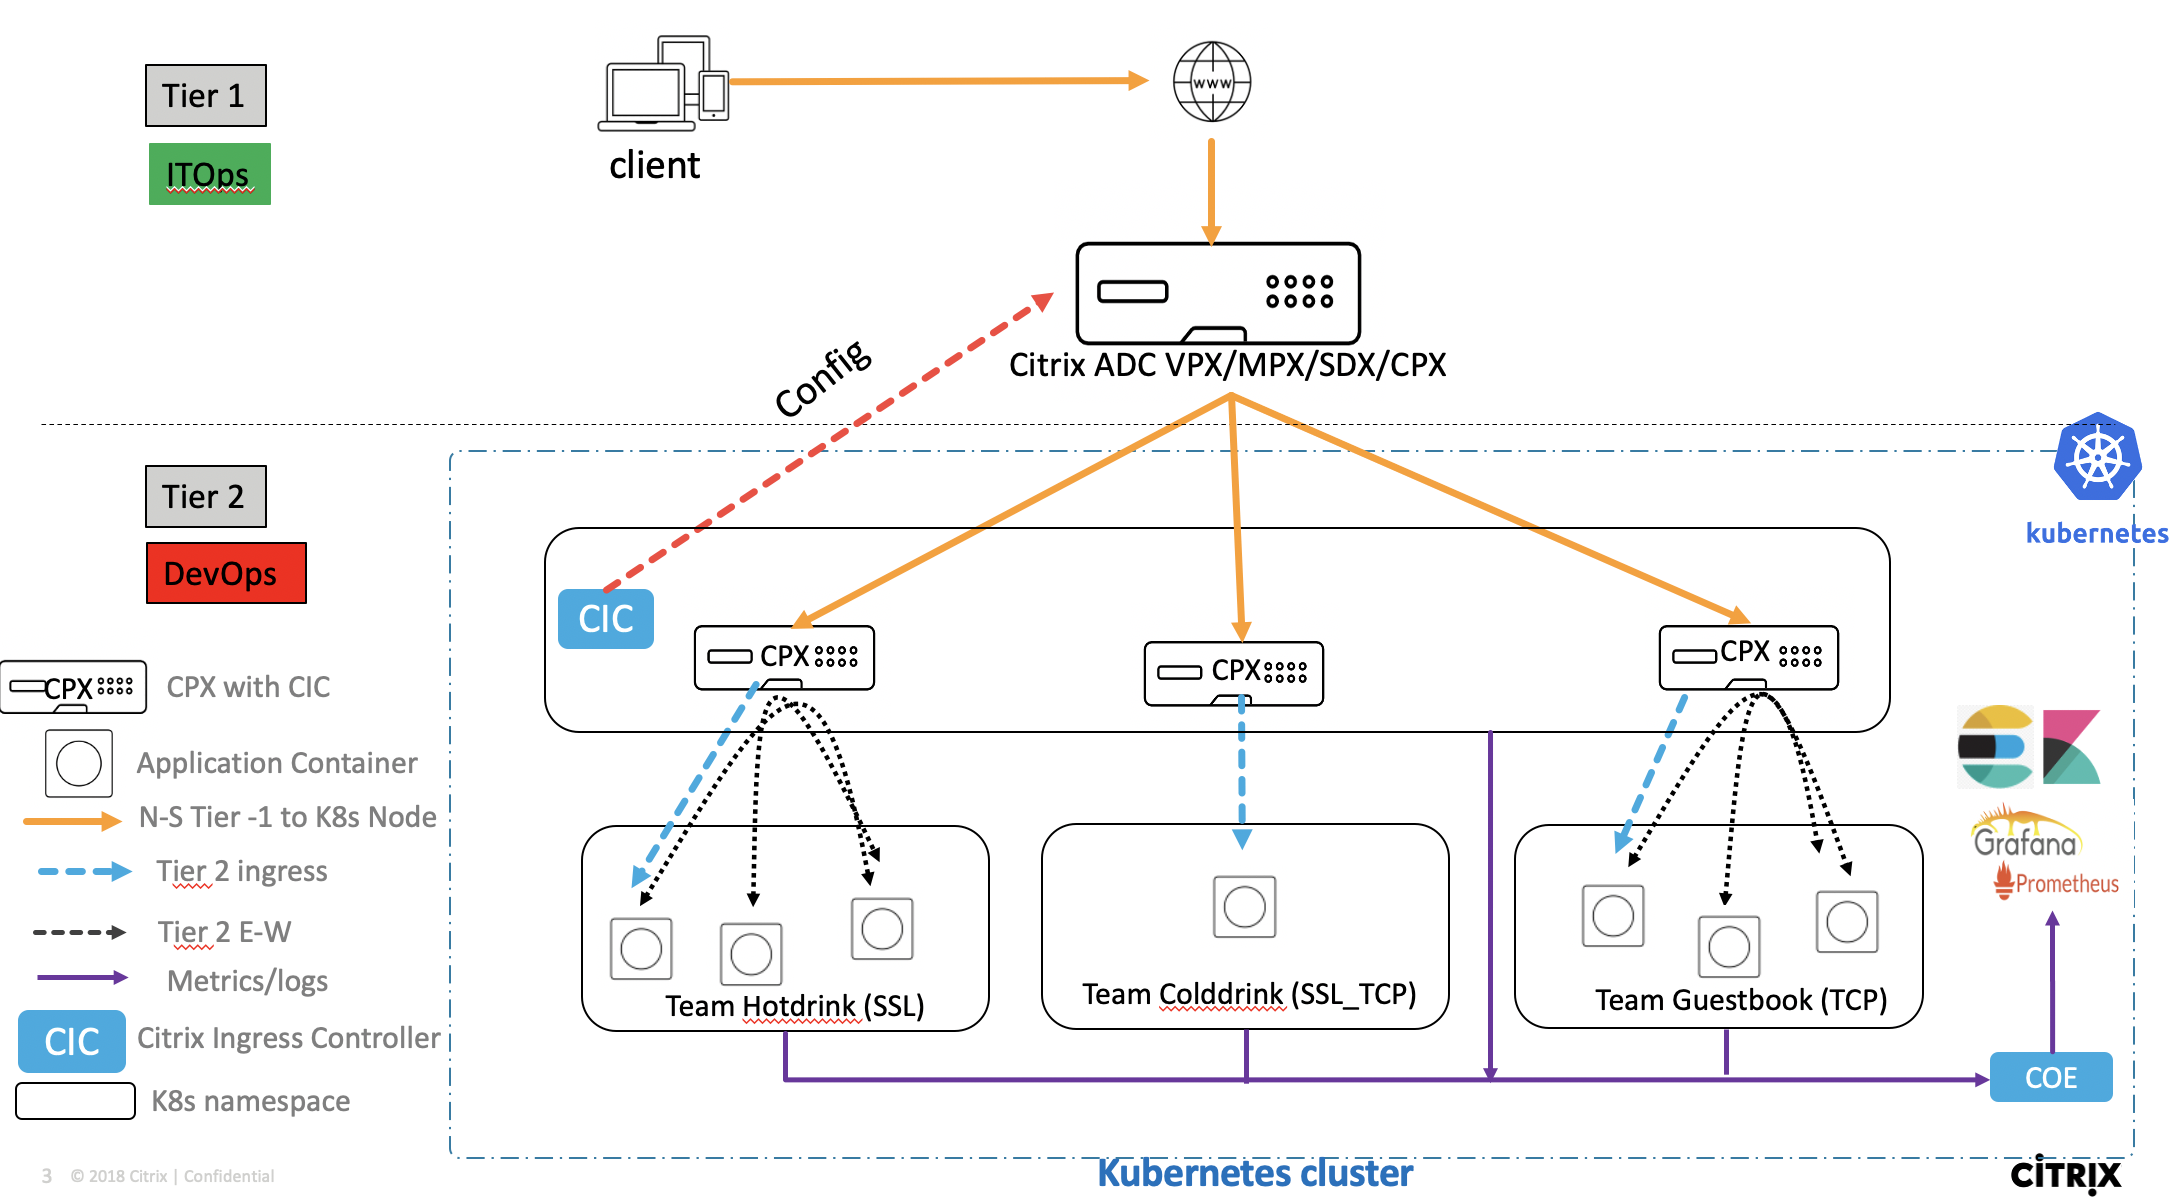 Tier 1
ITOps
client
WWW
Citrix ADC VPX/MPX/SDX/CPX
Config
Tier 2
DevOps
kubernetes
CIC
CPX
CPX
CPX
CPX
CPX with CIC
Application Container
N-S Tier -1 to K8s Node
Tier 2 ingress
Tier 2 E-W
Metrics/logs
CIC
Citrix Ingress Controller
K8s namespace
Team Hotdrink (SSL)
Team Colddrink (SSL_TCP)
Team Guestbook (TCP)
Grafana
Prometheus
COE
3 © 2018 Citrix | Confidential
Kubernetes cluster
CİTRIX